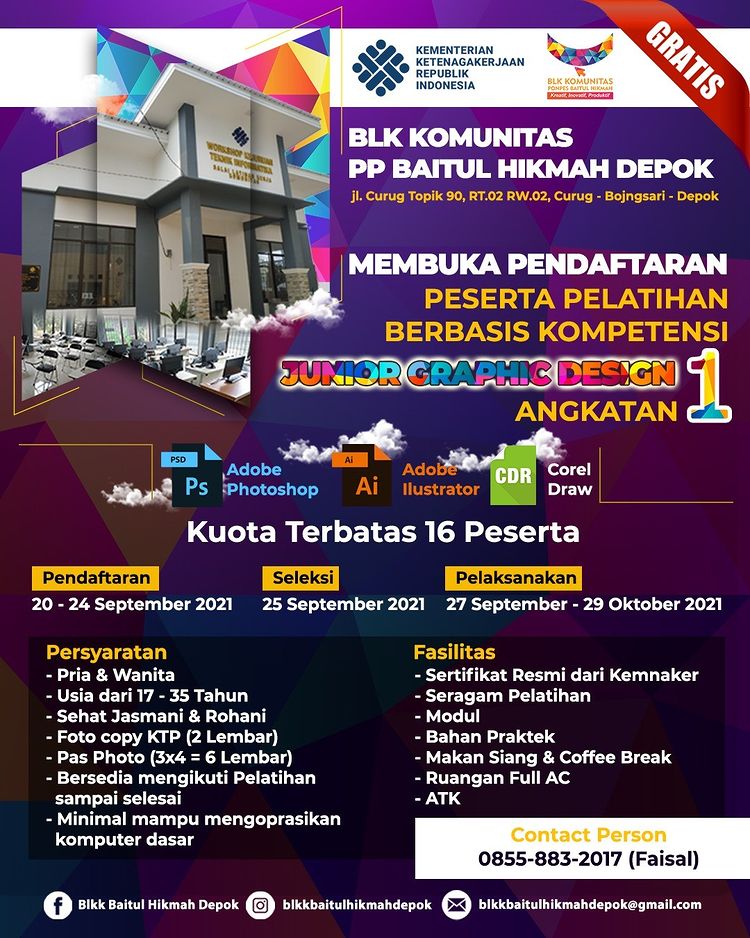 GRATIS
KEMENTERIAN
KETENAGAKERJAAN
REPUBLIK
INDONESIA
BLK KOMUNITAS
PONPES BAITUL HIKMAH
Kreatif, Inovatif, Produktif
WORKSHOP KEJURUAN
TEKNIK INFORMATIKA
BLK KOMUNITAS
PP BAITUL HIKMAH DEPOK
jl. Curug Topik 90, RT.02 RW.02, Curug - Bojngsari - Depok
MEMBUKA PENDAFTARAN
PESERTA PELATIHAN
BERBASIS KOMPETENSI
JUNIOR GRAPHIC DESIGN
ANGKATAN 1
PSD
Ps
Adobe
Photoshop
Ai
Ai
Adobe
Ilustrator
CDR
Corel
Draw
Kuota Terbatas 16 Peserta
Pendaftaran
20 - 24 September 2021
Seleksi
25 September 2021
Pelaksanakan
27 September - 29 Oktober 2021
Persyaratan
- Pria & Wanita
- Usia dari 17 - 35 Tahun
- Sehat Jasmani & Rohani
- Foto copy KTP (2 Lembar)
- Pas Photo (3x4 = 6 Lembar)
- Bersedia mengikuti Pelatihan
sampai selesai
- Minimal mampu mengoprasikan
komputer dasar
Fasilitas
- Sertifikat Resmi dari Kemnaker
- Seragam Pelatihan
- Modul
- Bahan Praktek
- Makan Siang & Coffee Break
- Ruangan Full AC
- ATK
Contact Person
0855-883-2017 (Faisal)
Blkk Baitul Hikmah Depok
blkkbaitulhikmahdepok
blkkbaitulhikmahdepok@gmail.com